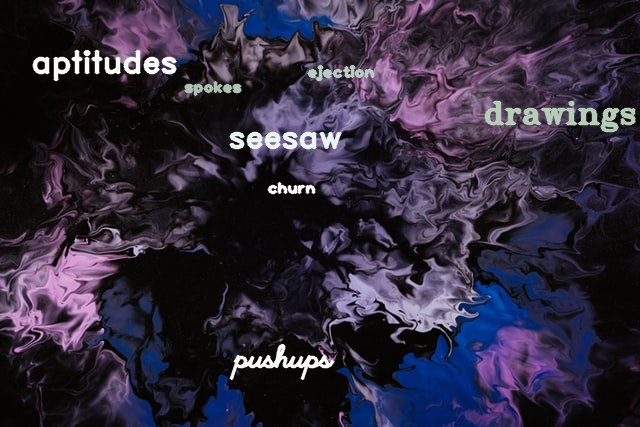 aptitudes
ejection
spokes
drawings
seesaw
churn
pushups